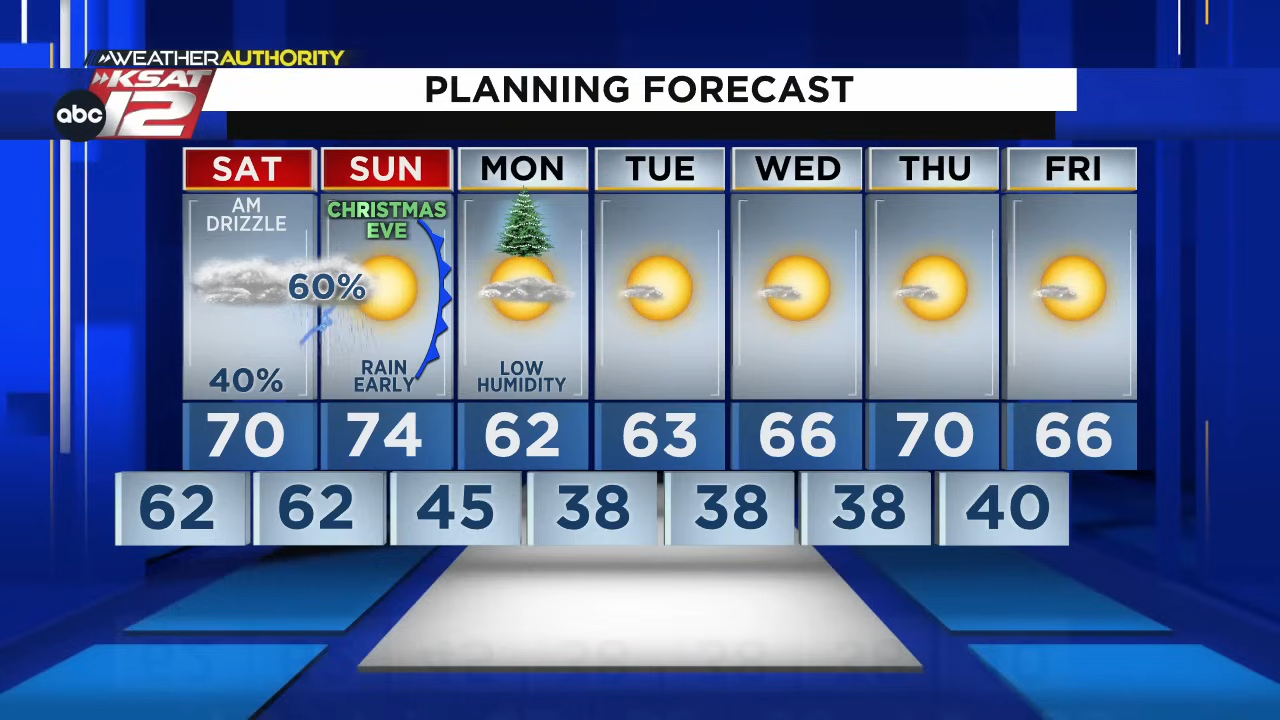 WEATHERAUTHORITY
KSAT
abc
12
PLANNING FORECAST
SAT
SUN
MON
TUE
WED
THU
FRI
AM
DRIZZLE
CHRISTMAS
EVE
60%
40%
RAIN
EARLY
LOW
HUMIDITY
70
74
62
63
66
70
66
62
62
45
38
38
38
40